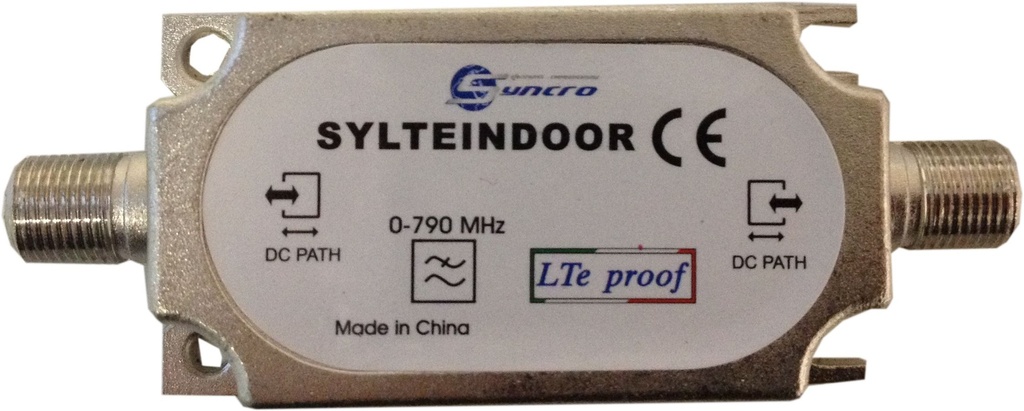 Syncro
SYLTEINDOOR CE
0-790 MHz
DC PATH
DC PATH
LTe proof
Made in China